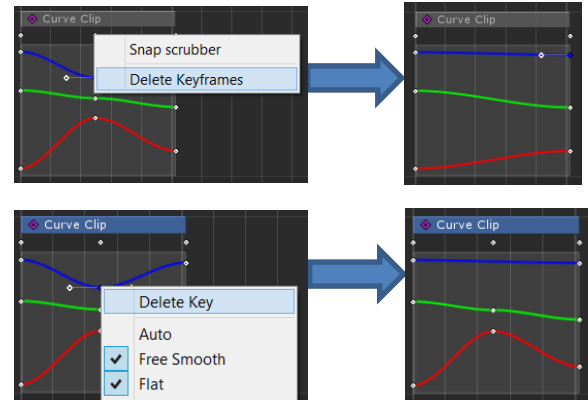 Curve Clip
Snap scrubber
Delete Keyframes
Curve Clip
Curve Clip
Delete Key
Auto
Free Smooth
Flat
Curve Clip